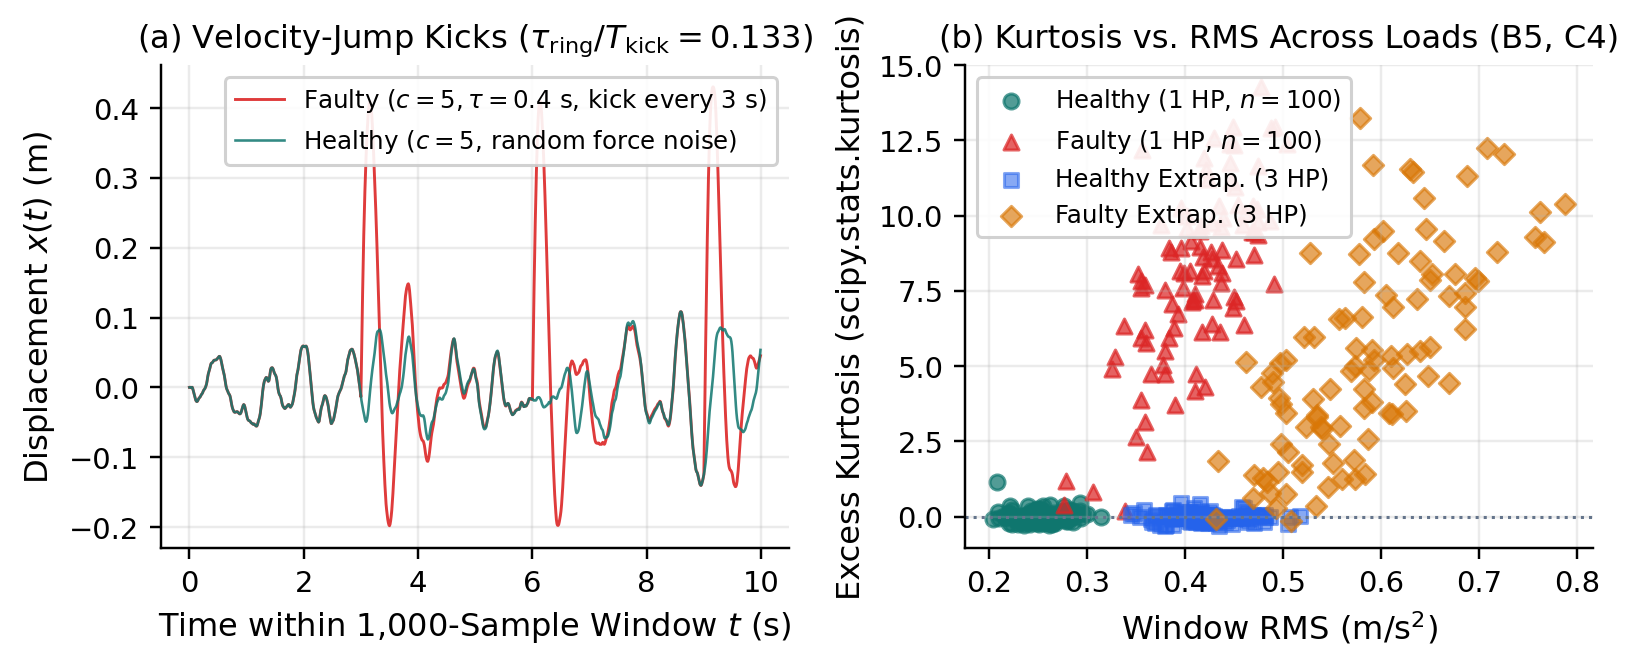 (a) Velocity-Jump Kicks (τ_ring/T_kick = 0.133)
Faulty (c = 5, τ = 0.4 s, kick every 3 s)
Healthy (c = 5, random force noise)
Displacement x(t) (m)
0.4
0.3
0.2
0.1
0.0
−0.1
−0.2
0 2 4 6 8 10
Time within 1,000-Sample Window t (s)
(b) Kurtosis vs. RMS Across Loads (B5, C4)
Healthy (1 HP, n = 100)
Faulty (1 HP, n = 100)
Healthy Extrap. (3 HP)
Faulty Extrap. (3 HP)
Excess Kurtosis (scipy.stats.kurtosis)
15.0
12.5
10.0
7.5
5.0
2.5
0.0
0.2 0.3 0.4 0.5 0.6 0.7 0.8
Window RMS (m/s²)